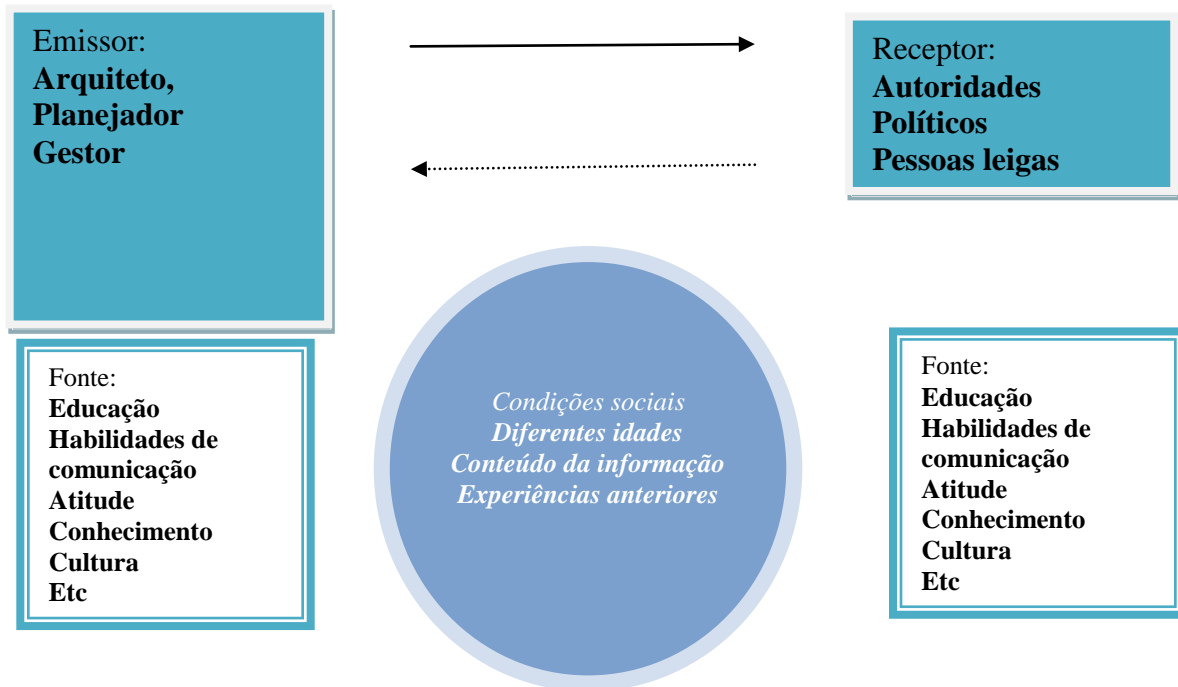 Emissor:
Arquiteto,
Planejador
Gestor
Receptor:
Autoridades
Políticos
Pessoas leigas
Fonte:
Educação
Habilidades de
comunicação
Atitude
Conhecimento
Cultura
Etc
Condições sociais
Diferentes idades
Conteúdo da informação
Experiências anteriores
Fonte:
Educação
Habilidades de
comunicação
Atitude
Conhecimento
Cultura
Etc